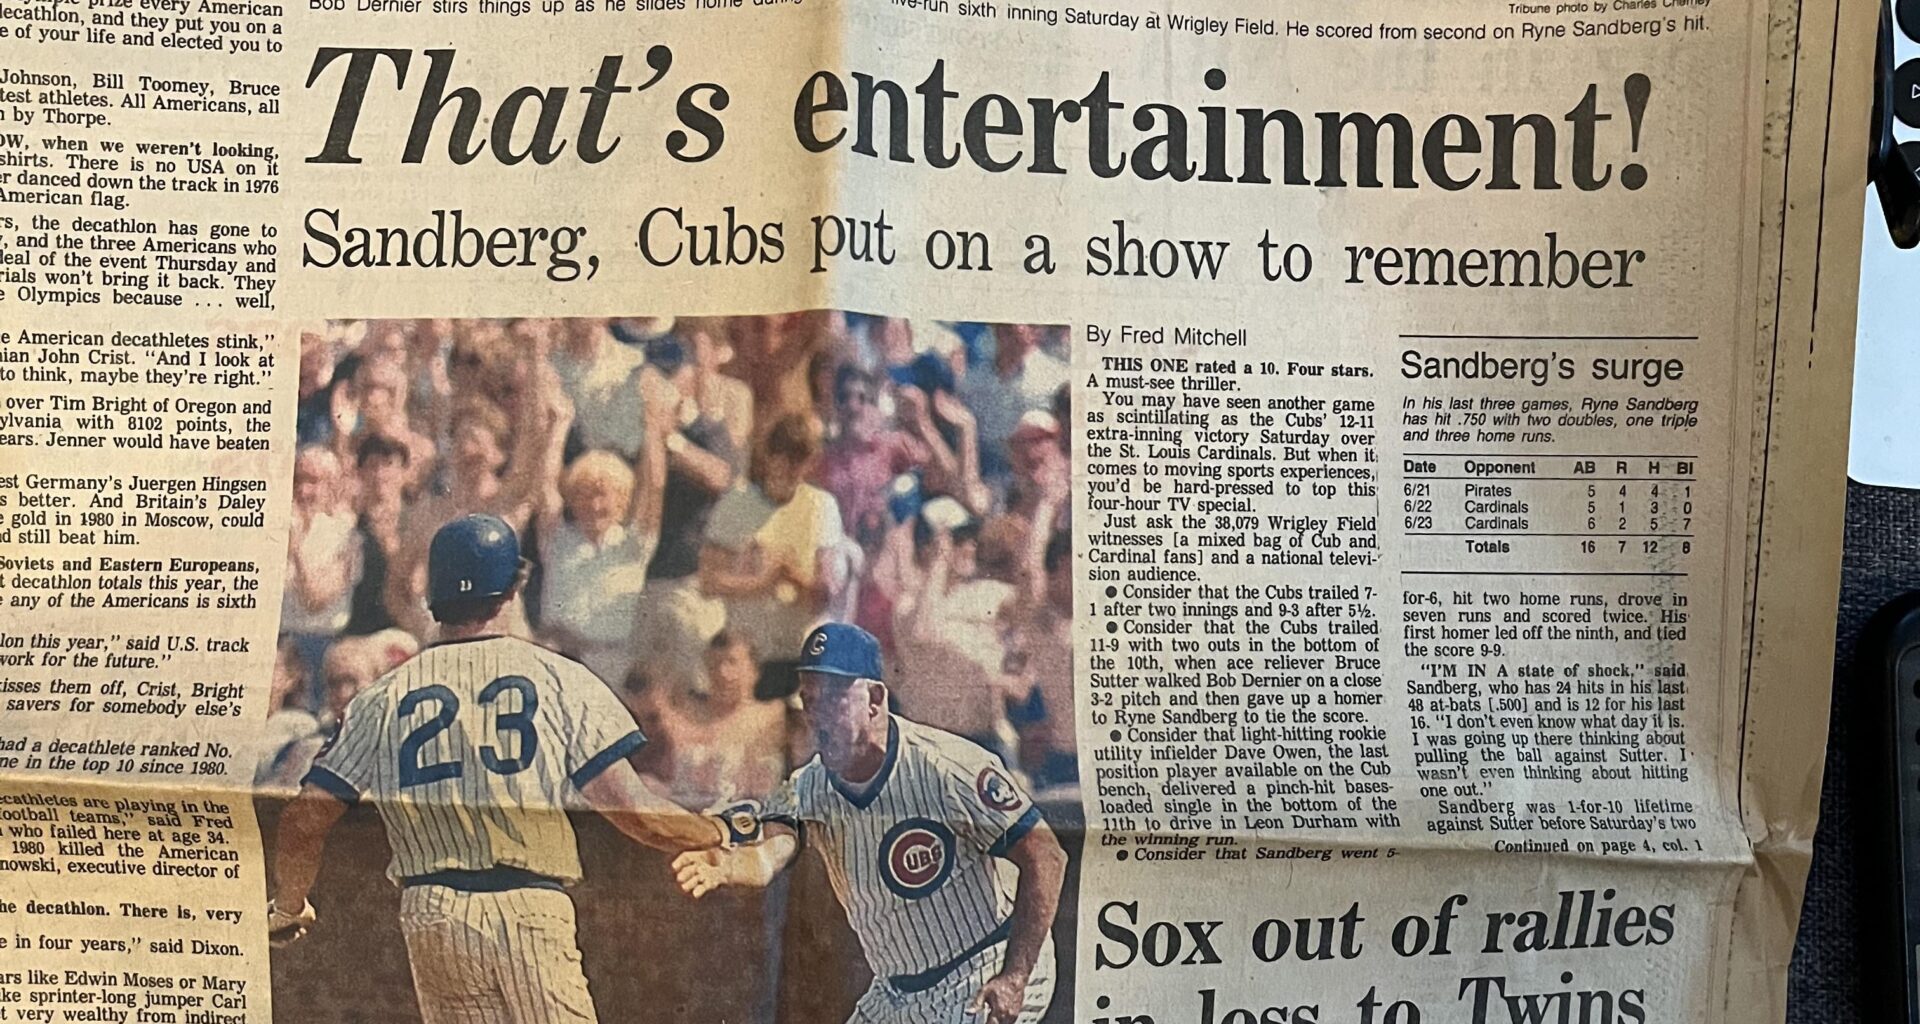 prize every American
decathlon, and they put you on a
e of your life and elected you to
Johnson, Bill Toomey, Bruce
test athletes. All Americans, all
by Thorpe.
OW, when we weren't looking,
shirts. There is no USA on it
er danced down the track in 1976
American flag.
rs, the decathlon has gone to
, and the three Americans who
deal of the event Thursday and
rials won't bring it back. They
e Olympics because ... well,
e American decathletes stink,"
nian John Crist. "And I look at
to think, maybe they're right."
over Tim Bright of Oregon and
ylvania with 8102 points, the
ears. Jenner would have beaten
est Germany's Juergen Hingsen
s better. And Britain's Daley
e gold in 1980 in Moscow, could
d still beat him.
Soviets and Eastern Europeans,
t decathlon totals this year, the
e any of the Americans is sixth
lon this year," said U.S. track
work for the future."
kisses them off, Crist, Bright
savers for somebody else's
had a decathlete ranked No.
ne in the top 10 since 1980.
ecathletes are playing in the
football teams," said Fred
who failed here at age 34.
1980 killed the American
nowski, executive director of
he decathlon. There is, very
e in four years," said Dixon.
ars like Edwin Moses or Mary
ke sprinter-long jumper Carl
t very wealthy from indirect
Bob Dernier stirs things up as he slides home
five-run sixth inning Saturday at Wrigley Field. He scored from second on Ryne Sandberg's hit.
Tribune photo by Charles
That's entertainment!
Sandberg, Cubs put on a show to remember
23
C
CUBS
By Fred Mitchell
THIS ONE rated a 10. Four stars.
A must-see thriller.
You may have seen another game
as scintillating as the Cubs' 12-11
extra-inning victory Saturday over
the St. Louis Cardinals. But when it
comes to moving sports experiences,
you'd be hard-pressed to top this
four-hour TV special.
Just ask the 38,079 Wrigley Field
witnesses [a mixed bag of Cub and
Cardinal fans] and a national televi-
sion audience.
● Consider that the Cubs trailed 7-
1 after two innings and 9-3 after 5½.
● Consider that the Cubs trailed
11-9 with two outs in the bottom of
the 10th, when ace reliever Bruce
Sutter walked Bob Dernier on a close
3-2 pitch and then gave up a homer
to Ryne Sandberg to tie the score.
● Consider that light-hitting rookie
utility infielder Dave Owen, the last
position player available on the Cub
bench, delivered a pinch-hit bases-
loaded single in the bottom of the
11th to drive in Leon Durham with
the winning run.
● Consider that Sandberg went 5-
Sandberg's surge
In his last three games, Ryne Sandberg
has hit .750 with two doubles, one triple
and three home runs.
Date Opponent AB R H BI
6/21 Pirates 5 4 4 1
6/22 Cardinals 5 1 3 0
6/23 Cardinals 6 2 5 7
Totals 16 7 12 8
for-6, hit two home runs, drove in
seven runs and scored twice. His
first homer led off the ninth, and tied
the score 9-9.
"I'M IN A state of shock," said
Sandberg, who has 24 hits in his last
48 at-bats [.500] and is 12 for his last
16. "I don't even know what day it is.
I was going up there thinking about
pulling the ball against Sutter. I
wasn't even thinking about hitting
one out."
Sandberg was 1-for-10 lifetime
against Sutter before Saturday's two
Continued on page 4, col. 1
Sox out of rallies
in loss to Twins